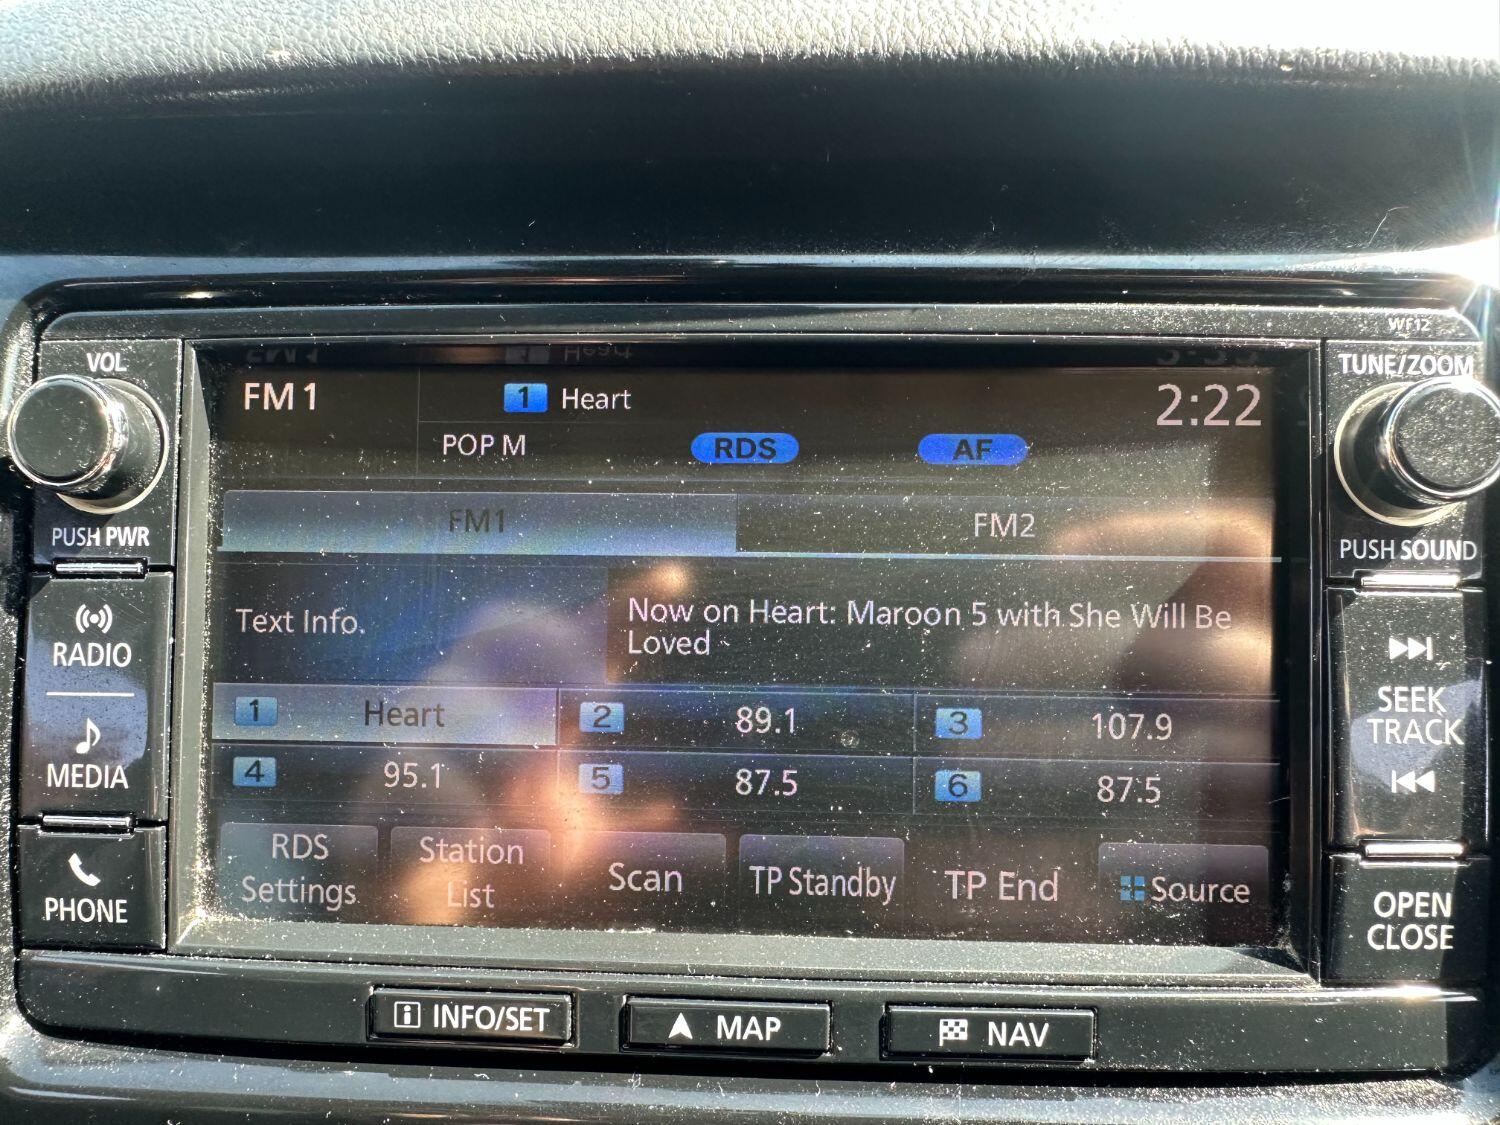 WF12
VOL
TUNE/ZOOM
FM 1
1 Heart
2:22
POP M
RDS
AF
PUSH PWR
FM1
FM2
PUSH SOUND
Text Info.
Now on Heart: Maroon 5 with She Will Be
Loved
RADIO
SEEK
TRACK
1 Heart
2 89.1
3 107.9
MEDIA
4 95.1
5 87.5
6 87.5
RDS
Settings
Station
List
Scan
TP Standby
TP End
Source
PHONE
OPEN
CLOSE
INFO/SET
MAP
NAV